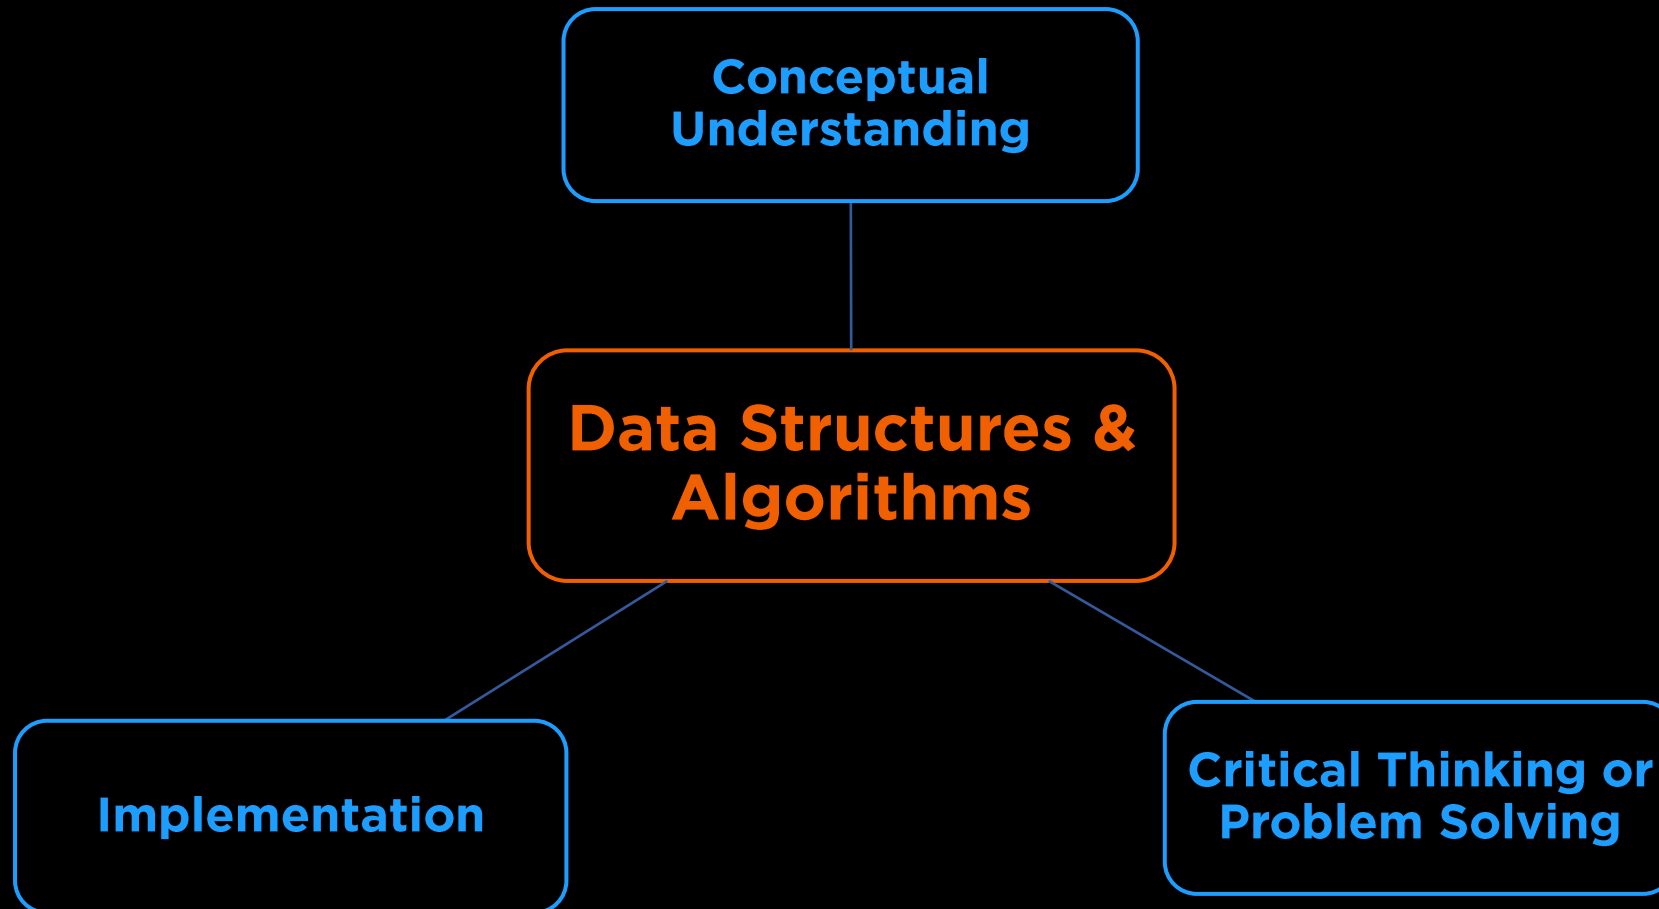 Conceptual
Understanding
Data Structures &
Algorithms
Implementation
Critical Thinking or
Problem Solving